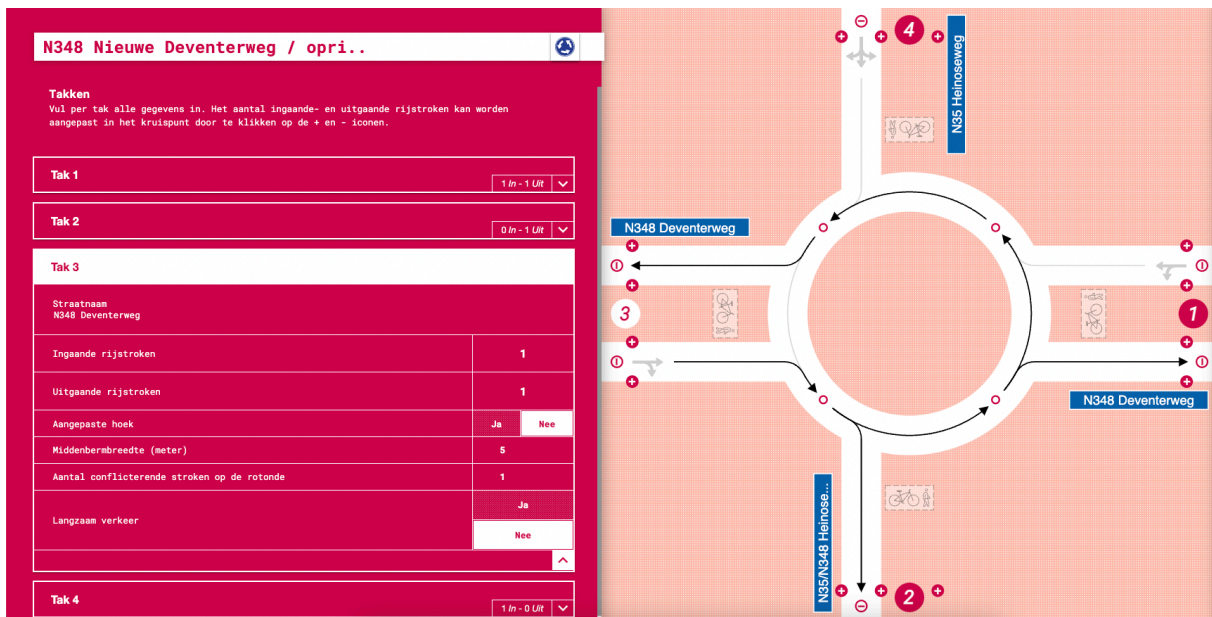 N348 Nieuwe Deventerweg / opri..
Takken
Vul per tak alle gegevens in. Het aantal ingaande- en uitgaande rijstroken kan worden
aangepast in het kruispunt door te klikken op de + en - iconen.
Tak 1
1 In - 1 Uit
Tak 2
0 In - 1 Uit
Tak 3
Straatnaam
N348 Deventerweg
Ingaande rijstroken
1
Uitgaande rijstroken
1
Aangepaste hoek
Ja
Nee
Middenbermbreedte (meter)
5
Aantal conflicterende stroken op de rotonde
1
Langzaam verkeer
Ja
Nee
Tak 4
1 In - 0 Uit
4
N35 Heinoseweg
N348 Deventerweg
3
1
N348 Deventerweg
N35/N348 Heinose...
2